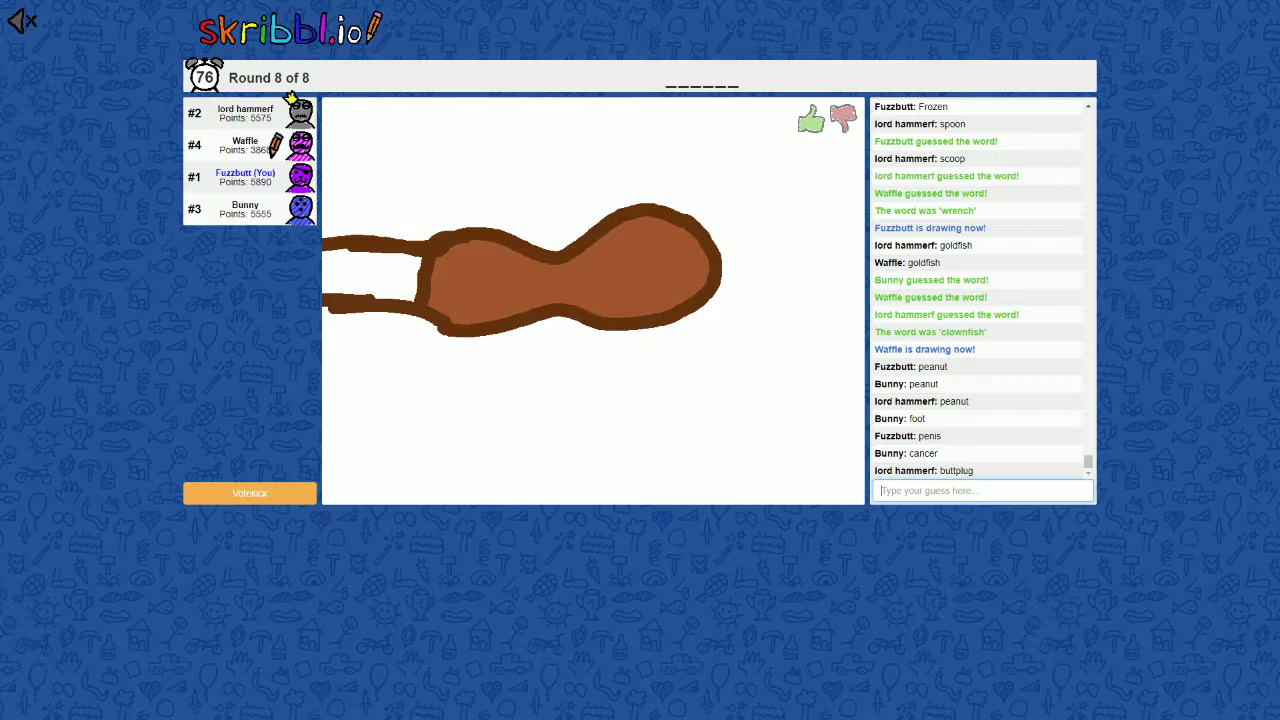 skribbl.io
76
Round 8 of 8
______
#2
lord hammerf
Points: 5575
#4
Waffle
#1
Fuzzbutt (You)
Points: 5890
#3
Bunny
Points: 5555
Votekick
Fuzzbutt: Frozen
lord hammerf: spoon
Fuzzbutt guessed the word!
lord hammerf: scoop
lord hammerf guessed the word!
Waffle guessed the word!
The word was 'wrench'
Fuzzbutt is drawing now!
lord hammerf: goldfish
Waffle: goldfish
Bunny guessed the word!
Waffle guessed the word!
lord hammerf guessed the word!
The word was 'clownfish'
Waffle is drawing now!
Fuzzbutt: peanut
Bunny: peanut
lord hammerf: peanut
Bunny: foot
Fuzzbutt: penis
Bunny: cancer
lord hammerf: buttplug
Type your guess here...